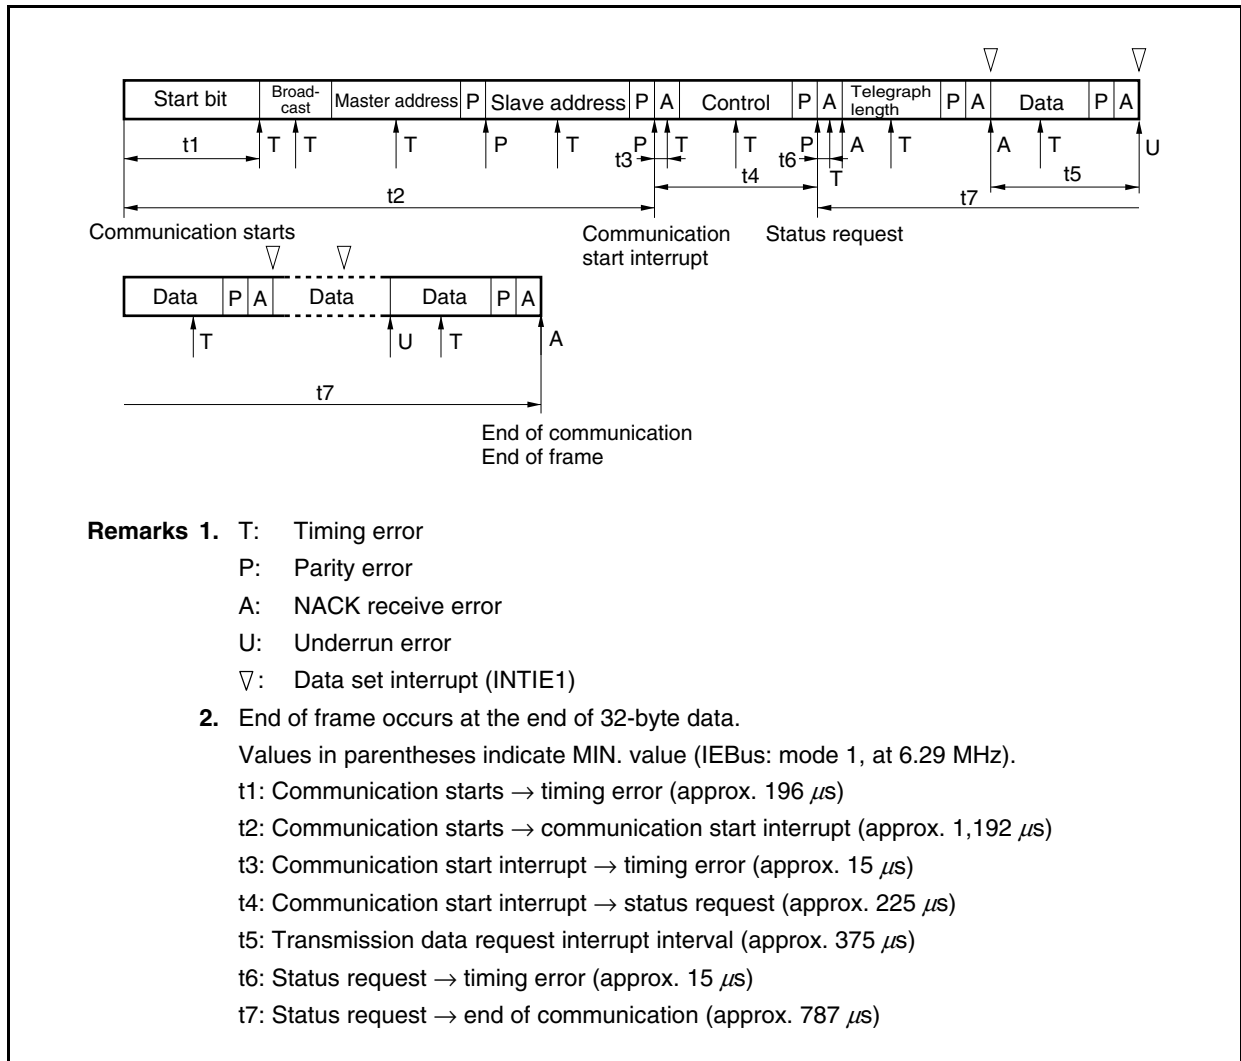 Start bit Broad-cast Master address P Slave address P A Control P A Telegraph length P A Data P A
t1 T T T P T P t3 T T P t6 T A T A T t5 U
t4
t2 t7
Communication starts Communication start interrupt Status request
Data P A Data Data P A
T U T A
t7
End of communication
End of frame
Remarks 1. T: Timing error
P: Parity error
A: NACK receive error
U: Underrun error
▽: Data set interrupt (INTIE1)
2. End of frame occurs at the end of 32-byte data.
Values in parentheses indicate MIN. value (IEBus: mode 1, at 6.29 MHz).
t1: Communication starts → timing error (approx. 196 μs)
t2: Communication starts → communication start interrupt (approx. 1,192 μs)
t3: Communication start interrupt → timing error (approx. 15 μs)
t4: Communication start interrupt → status request (approx. 225 μs)
t5: Transmission data request interrupt interval (approx. 375 μs)
t6: Status request → timing error (approx. 15 μs)
t7: Status request → end of communication (approx. 787 μs)